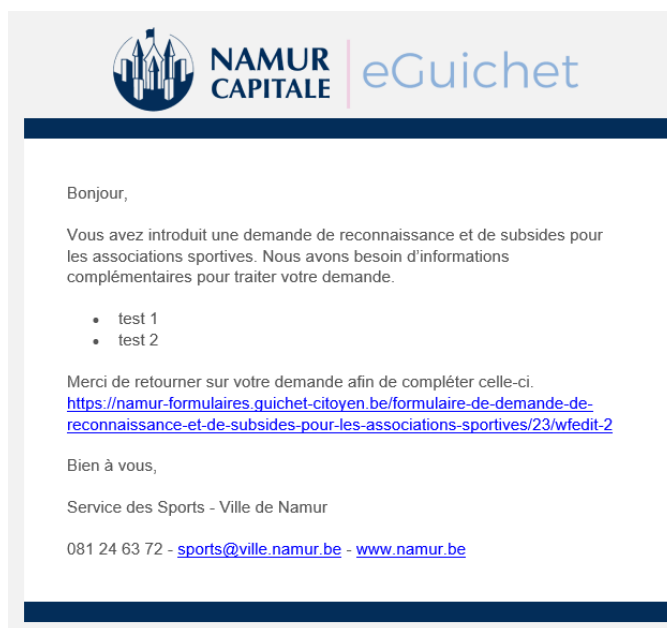 NAMUR
CAPITALE
eGuichet
Bonjour,
Vous avez introduit une demande de reconnaissance et de subsides pour
les associations sportives. Nous avons besoin d’informations
complémentaires pour traiter votre demande.
• test 1
• test 2
Merci de retourner sur votre demande afin de compléter celle-ci.
https://namur-formulaires.guichet-citoyen.be/formulaire-de-demande-de-
reconnaissance-et-de-subsides-pour-les-associations-sportives/23/wfedit-2
Bien à vous,
Service des Sports - Ville de Namur
081 24 63 72 - sports@ville.namur.be - www.namur.be